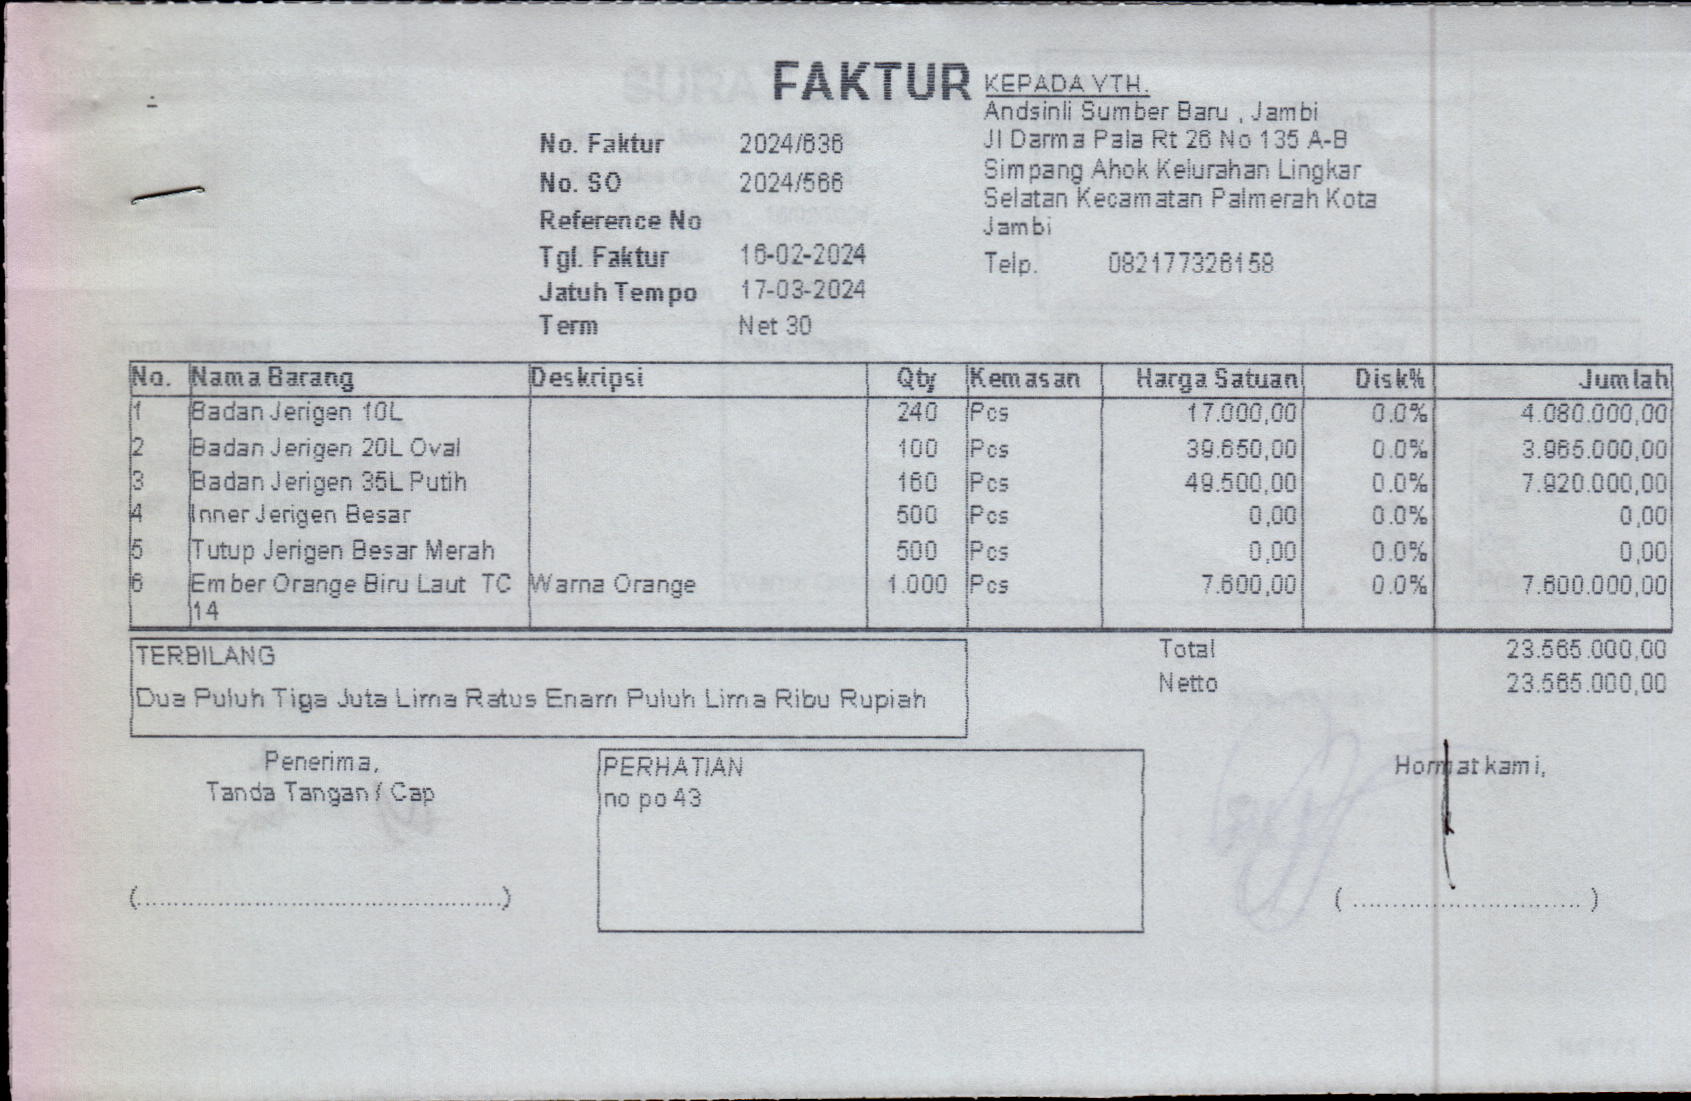 FAKTUR
No. Faktur 2024/636
No. SO 2024/566
Reference No
Tgl. Faktur 16-02-2024
Jatuh Tempo 17-03-2024
Term Net 30
KEPADA YTH.
Andsinli Sumber Baru , Jambi
Jl Darma Pala Rt 26 No 135 A-B
Simpang Ahok Kelurahan Lingkar
Selatan Kecamatan Palmerah Kota
Jambi
Telp. 082177326158
No. Nama Barang Deskripsi Qty Kemasan Harga Satuan Disk% Jumlah
1 Badan Jerigen 10L 240 Pcs 17.000,00 0.0% 4.080.000,00
2 Badan Jerigen 20L Oval 100 Pcs 39.650,00 0.0% 3.965.000,00
3 Badan Jerigen 35L Putih 160 Pcs 49.500,00 0.0% 7.920.000,00
4 Inner Jerigen Besar 500 Pcs 0,00 0.0% 0,00
5 Tutup Jerigen Besar Merah 500 Pcs 0,00 0.0% 0,00
6 Ember Orange Biru Laut TC Warna Orange 1.000 Pcs 7.600,00 0.0% 7.600.000,00
14
TERBILANG
Dua Puluh Tiga Juta Lima Ratus Enam Puluh Lima Ribu Rupiah
Total 23.565.000,00
Netto 23.565.000,00
Penerima,
Tanda Tangan / Cap
(................................................)
PERHATIAN
no po 43
Hormat kami,
( ............................. )